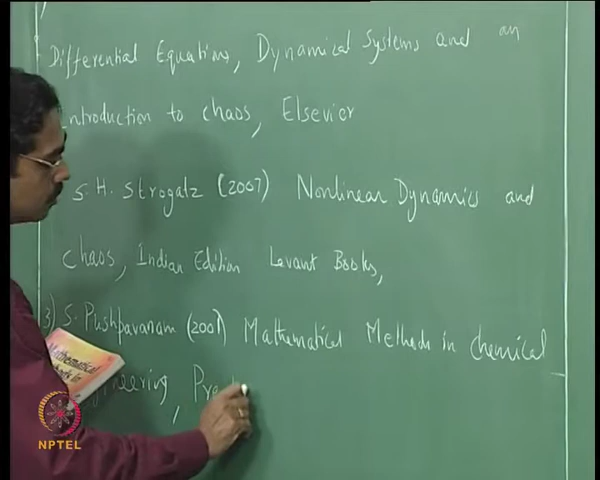 Differential Equations, Dynamical Systems and an
Introduction to chaos, Elsevier
S. H. Strogatz (2007) Nonlinear Dynamics and
chaos, Indian Edition Levant Books,
3) S. Pushpavanam (2001) Mathematical Methods in chemical
Engineering,
Mathematical
NPTEL